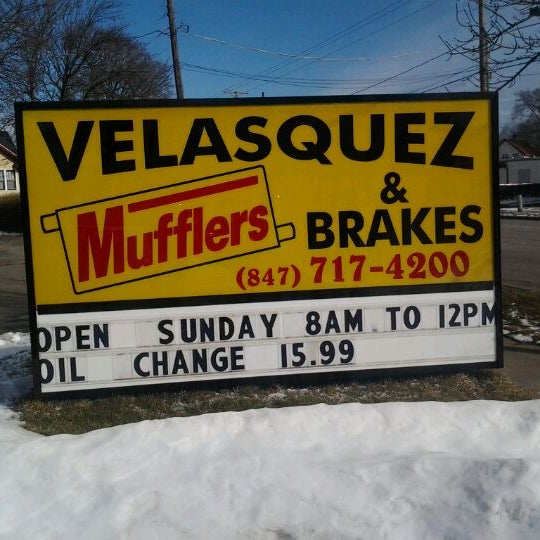 VELASQUEZ
Mufflers & BRAKES
(847) 717-4200
OPEN SUNDAY 8AM TO 12PM
OIL CHANGE 15.99